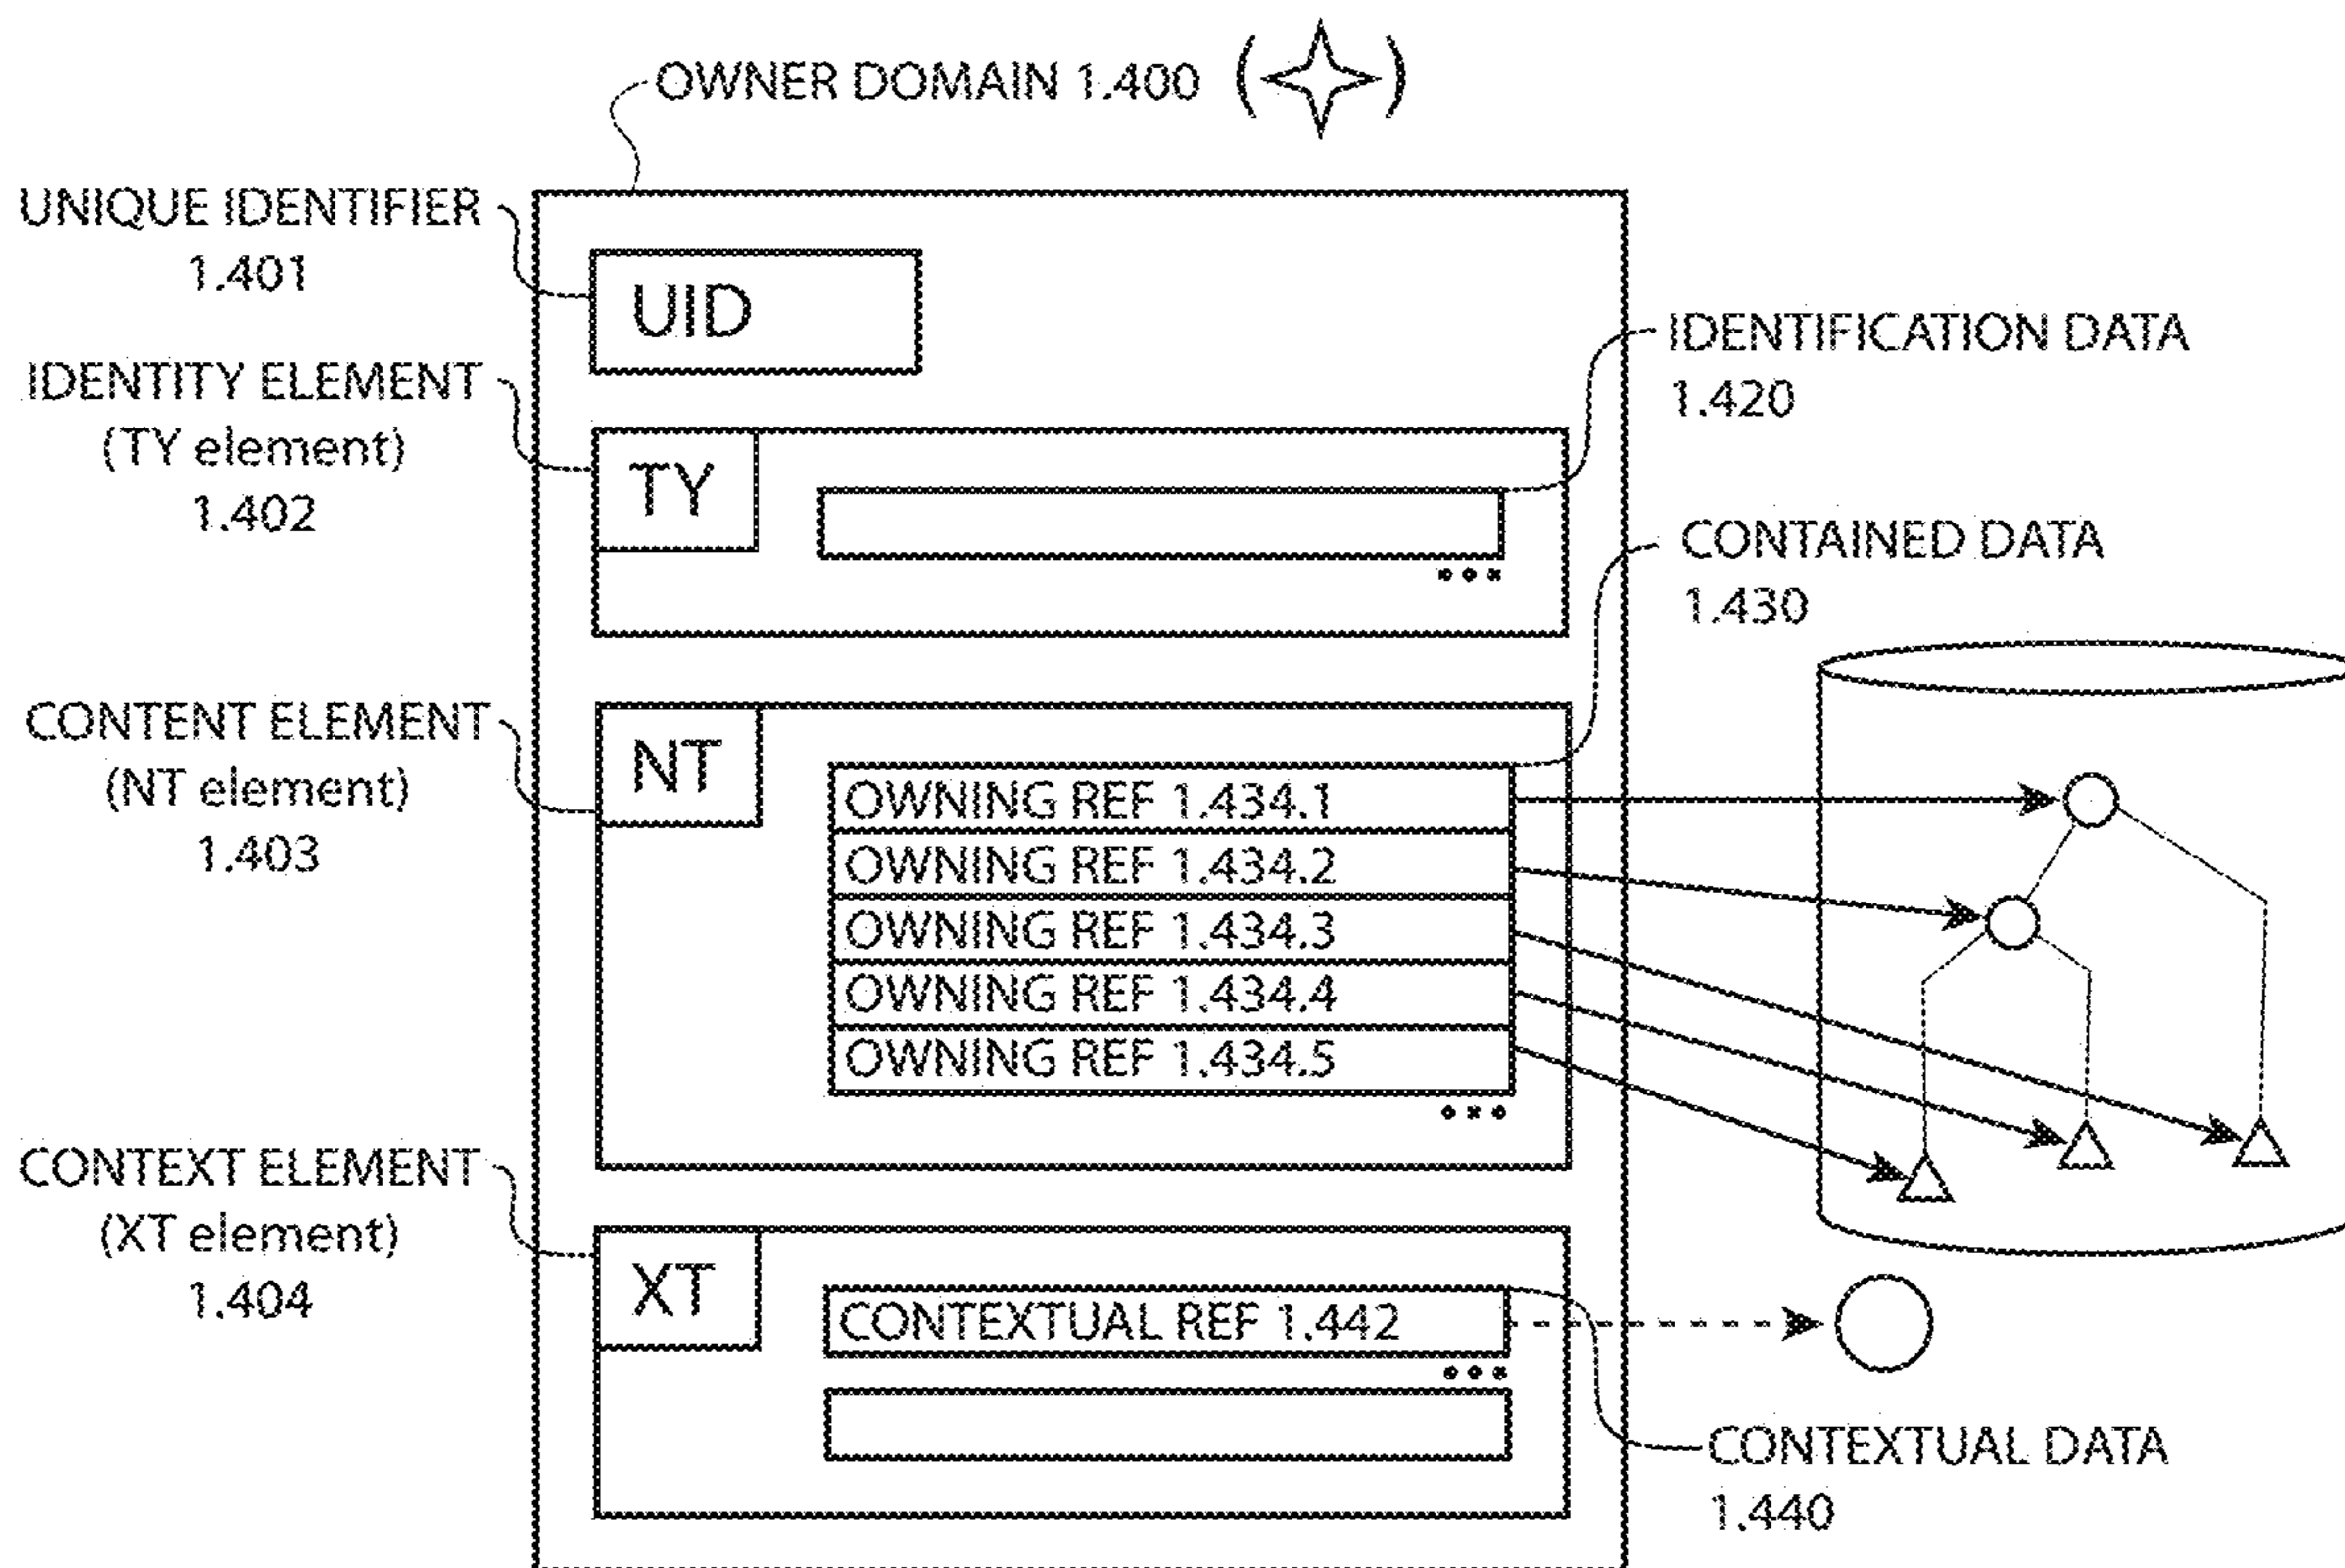 OWNER DOMAIN 1.400 ( )
UNIQUE IDENTIFIER
1.401
UID
IDENTITY ELEMENT
(TY element)
1.402
TY
IDENTIFICATION DATA
1.420
CONTAINED DATA
1.430
CONTENT ELEMENT
(NT element)
1.403
NT
OWNING REF 1.434.1
OWNING REF 1.434.2
OWNING REF 1.434.3
OWNING REF 1.434.4
OWNING REF 1.434.5
CONTEXT ELEMENT
(XT element)
1.404
XT
CONTEXTUAL REF 1.442
CONTEXTUAL DATA
1.440